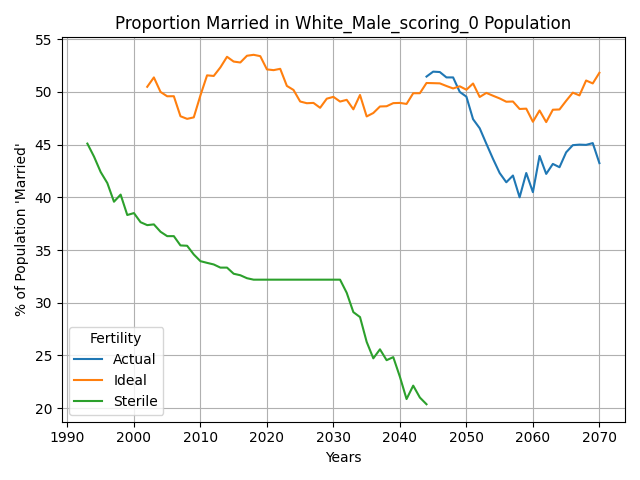 Proportion Married in White_Male_scoring_0 Population
% of Population 'Married'
55
50
45
40
35
30
25
20
Fertility
Actual
Ideal
Sterile
1990 2000 2010 2020 2030 2040 2050 2060 2070
Years